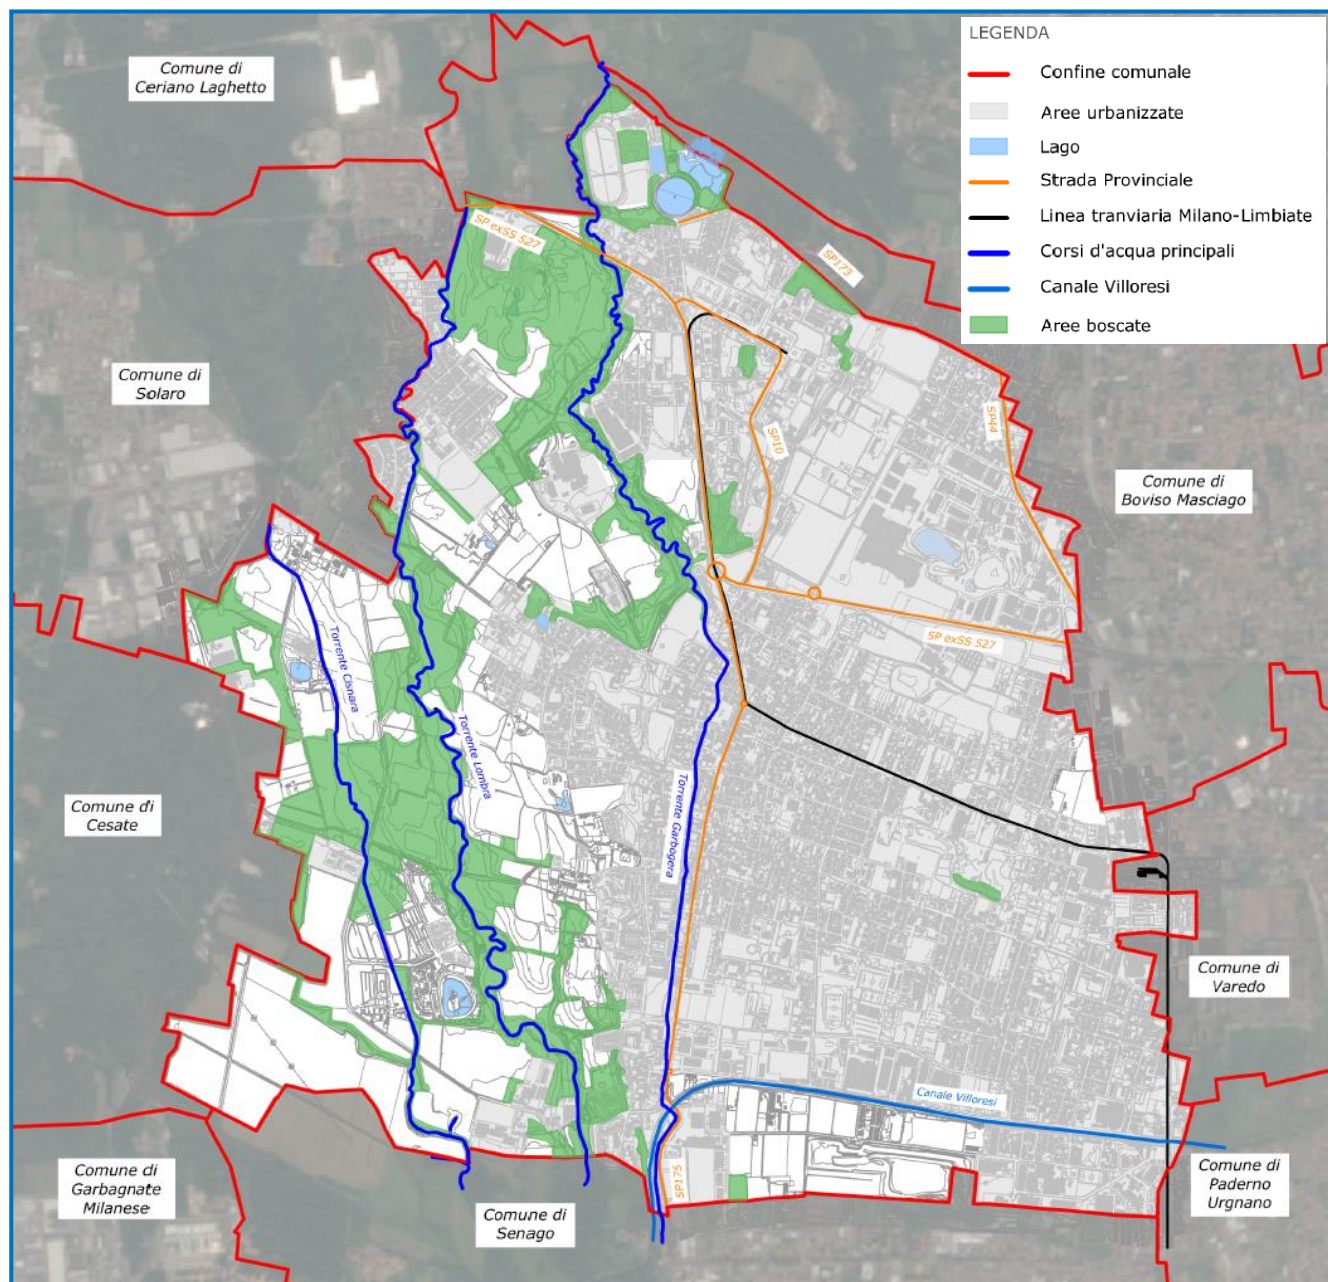 LEGENDA
Confine comunale
Aree urbanizzate
Lago
Strada Provinciale
Linea tranviaria Milano-Limbiate
Corsi d'acqua principali
Canale Villoresi
Aree boscate
Comune di
Ceriano Laghetto
SP exSS 527
SP173
Comune di
Solaro
SP44
SP10
Comune di
Boviso Masciago
SP exSS 527
Torrente Cisnara
Torrente Lombra
Torrente Garbogera
Comune di
Cesate
Comune di
Varedo
Canale Villoresi
SP175
Comune di
Garbagnate
Milanese
Comune di
Senago
Comune di
Paderno
Urgnano